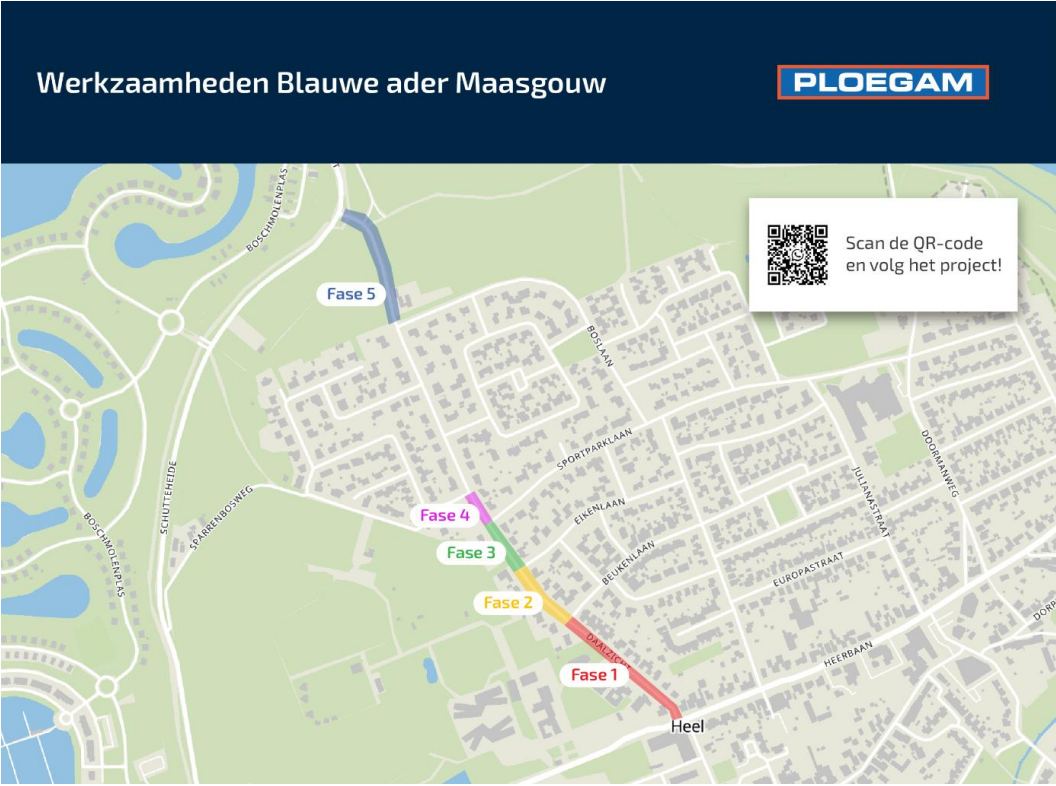 Werkzaamheden Blauwe ader Maasgouw
PLOEGAM
Scan de QR-code
en volg het project!
BOSCHMOLENPLAS
Fase 5
BOSLAAN
SPORTPARKLAAN
DOORMANWEG
SCHUTTEHEIDE
SPARRENBOSWEG
JULIANASTRAAT
Fase 4
EIKENLAAN
BOSCHMOLENPLAS
Fase 3
BEUKENLAAN
EUROPASTRAAT
Fase 2
DORP
DAALZICHT
HEERBAAN
Fase 1
Heel